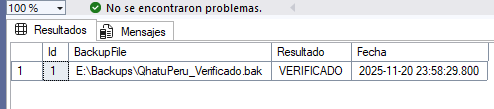 100 % No se encontraron problemas.
Resultados Mensajes
Id BackupFile Resultado Fecha
1 1 E:\Backups\QhatuPeru_Verificado.bak VERIFICADO 2025-11-20 23:58:29.800